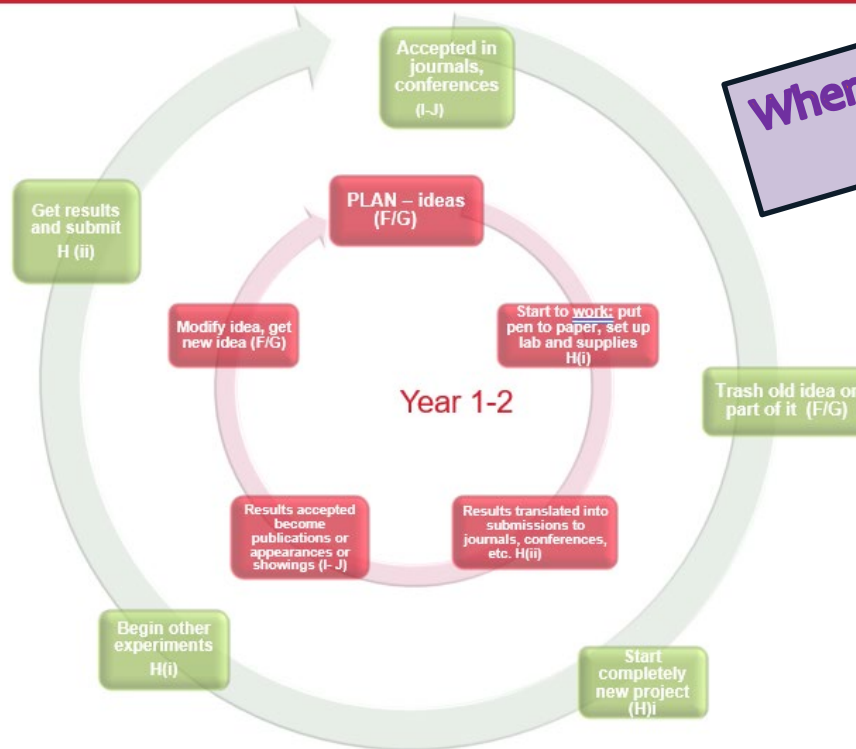 Accepted in
journals,
conferences
(I-J)
When
PLAN – ideas
(F/G)
Get results
and submit
H (ii)
Modify idea, get
new idea (F/G)
Start to work; put
pen to paper, set up
lab and supplies
H(i)
Year 1-2
Trash old idea or
part of it (F/G)
Results accepted
become
publications or
appearances or
showings (I- J)
Results translated into
submissions to
journals, conferences,
etc. H(ii)
Begin other
experiments
H(i)
Start
completely
new project
(H)i